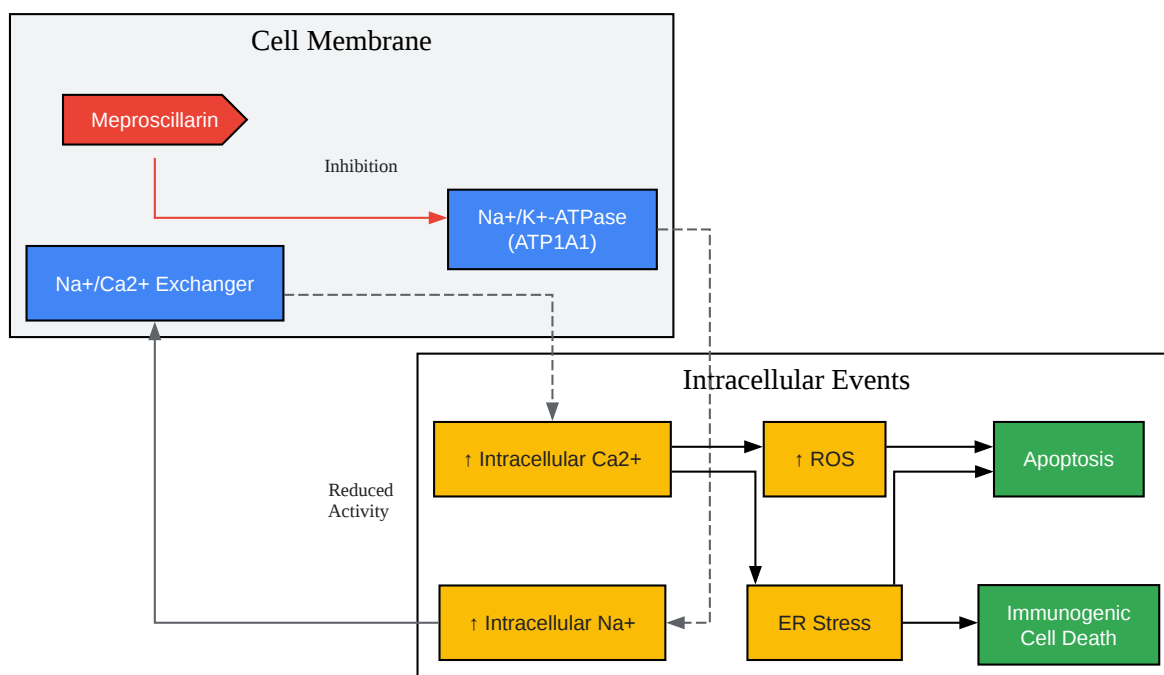 Cell Membrane
Meproscillarin
Inhibition
Na+/K+-ATPase
(ATP1A1)
Na+/Ca2+ Exchanger
Intracellular Events
↑ Intracellular Ca2+
↑ ROS
Apoptosis
Reduced
Activity
↑ Intracellular Na+
ER Stress
Immunogenic
Cell Death